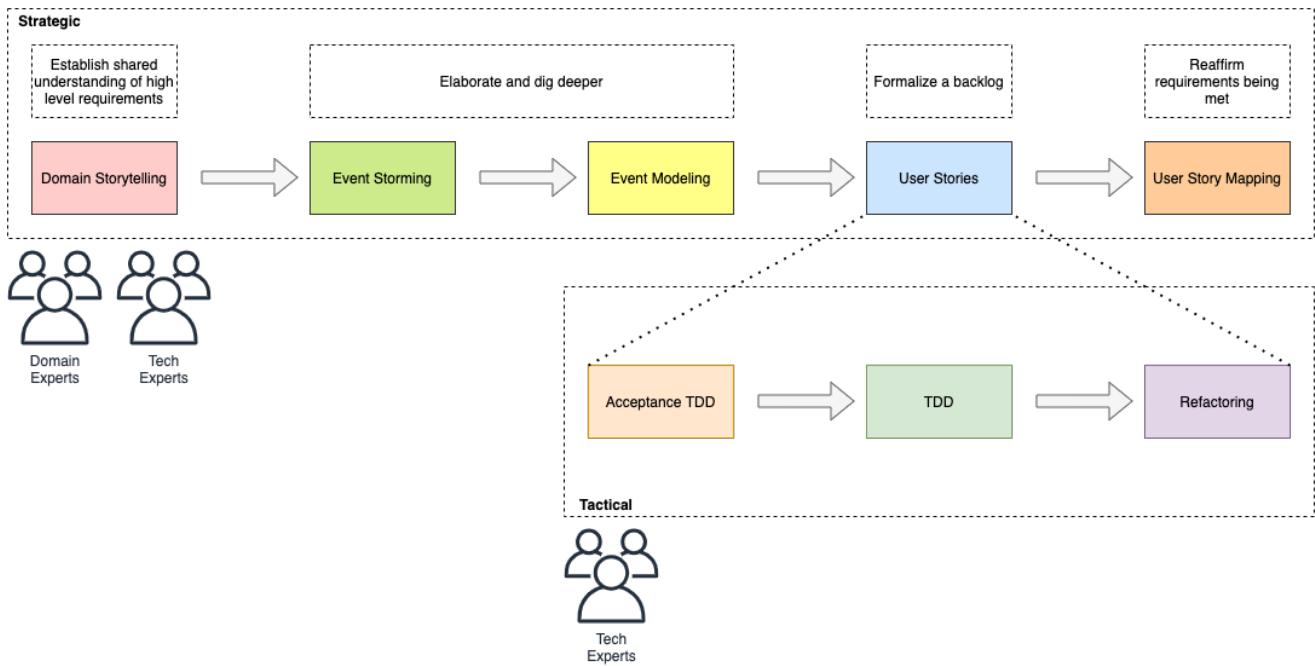 Strategic
Establish shared
understanding of high
level requirements
Elaborate and dig deeper
Formalize a backlog
Reaffirm
requirements being
met
Domain Storytelling
Event Storming
Event Modeling
User Stories
User Story Mapping
Domain
Experts
Tech
Experts
Acceptance TDD
TDD
Refactoring
Tactical
Tech
Experts